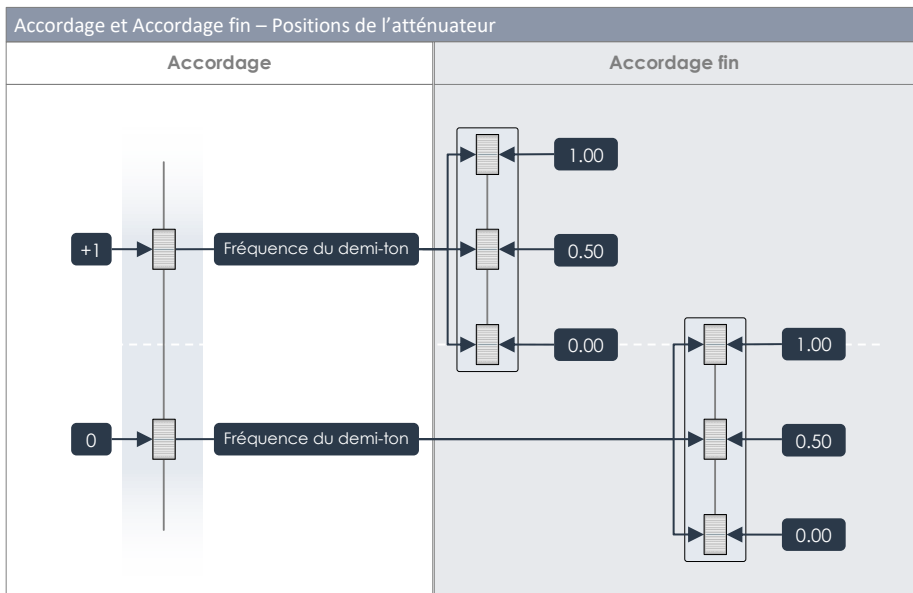 Accordage et Accordage fin – Positions de l’atténuateur
Accordage
Accordage fin
1.00
+1
Fréquence du demi-ton
0.50
0.00
1.00
0
Fréquence du demi-ton
0.50
0.00